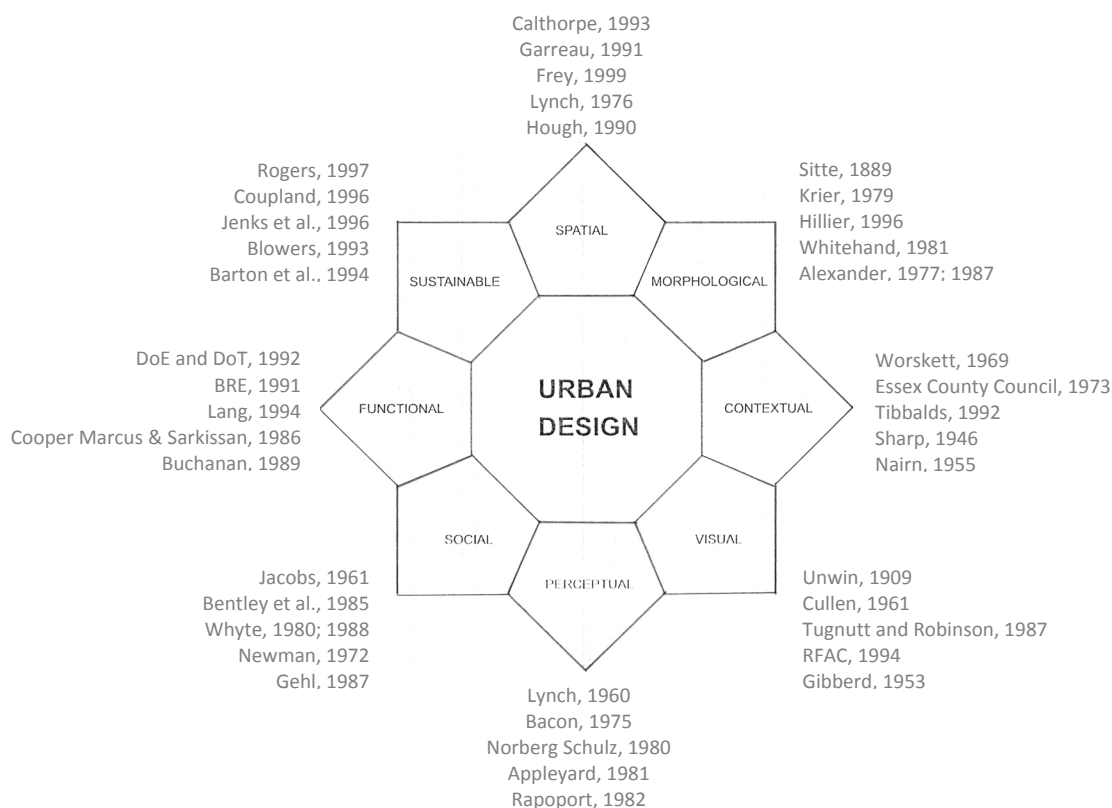 Calthorpe, 1993
Garreau, 1991
Frey, 1999
Lynch, 1976
Hough, 1990
Rogers, 1997
Coupland, 1996
Jenks et al., 1996
Blowers, 1993
Barton et al., 1994
SPATIAL
Sitte, 1889
Krier, 1979
Hillier, 1996
Whitehand, 1981
Alexander, 1977; 1987
SUSTAINABLE
MORPHOLOGICAL
DoE and DoT, 1992
BRE, 1991
Lang, 1994
Cooper Marcus & Sarkissan, 1986
Buchanan, 1989
FUNCTIONAL
URBAN
DESIGN
CONTEXTUAL
Worskett, 1969
Essex County Council, 1973
Tibbalds, 1992
Sharp, 1946
Nairn, 1955
SOCIAL
PERCEPTUAL
VISUAL
Jacobs, 1961
Bentley et al., 1985
Whyte, 1980; 1988
Newman, 1972
Gehl, 1987
Unwin, 1909
Cullen, 1961
Tugnutt and Robinson, 1987
RFAC, 1994
Gibberd, 1953
Lynch, 1960
Bacon, 1975
Norberg Schulz, 1980
Appleyard, 1981
Rapoport, 1982